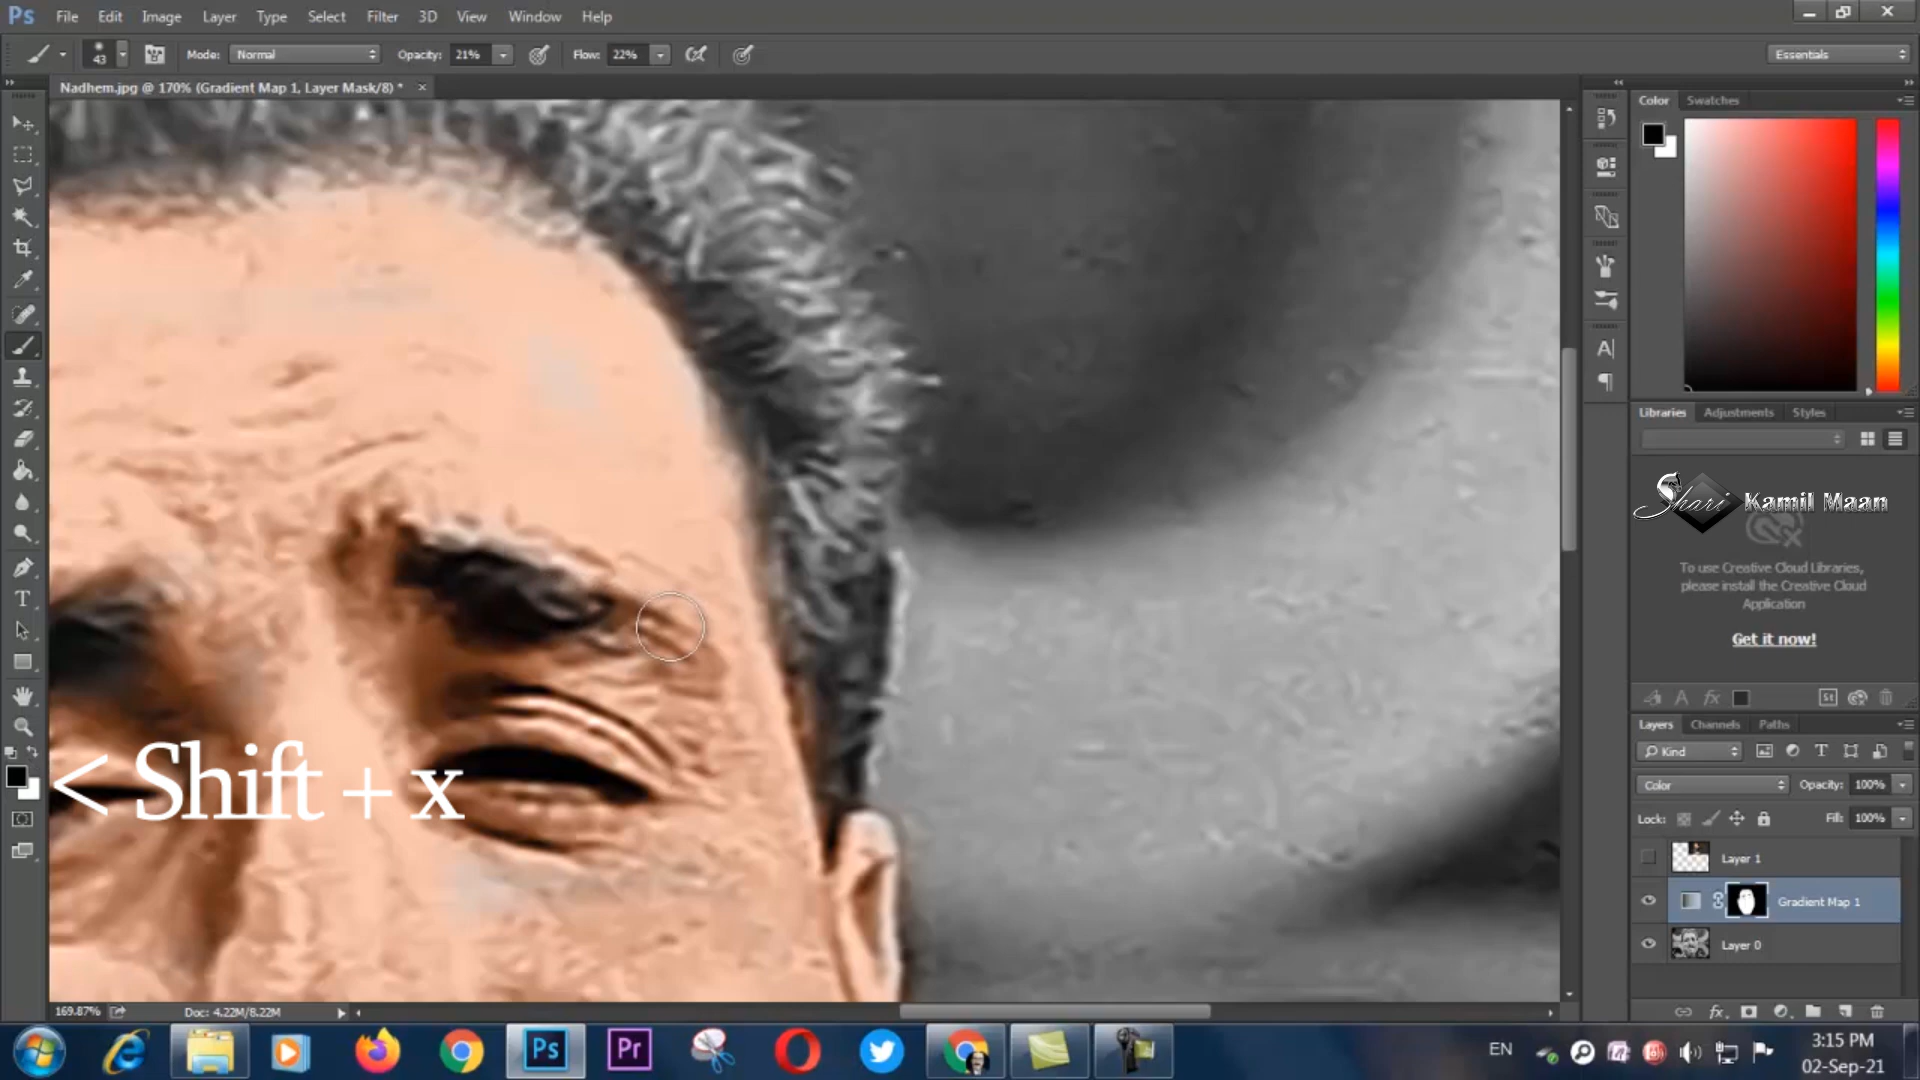 Ps File Edit Image Layer Type Select Filter 3D View Window Help
43 Mode: Normal Opacity: 21% Flow: 22% Essentials
Nadhem.jpg @ 170% (Gradient Map 1, Layer Mask/8) * ×
Color Swatches
Libraries Adjustments Styles
Shari Kamil Maan
To use Creative Cloud Libraries,
please install the Creative Cloud
Application
Get it now!
Layers Channels Paths
Kind
Color Opacity: 100%
Lock: Fill: 100%
Layer 1
Gradient Map 1
Layer 0
< Shift + x
169.87% Doc: 4.22M/8.22M
Ps Pr EN 3:15 PM
02-Sep-21